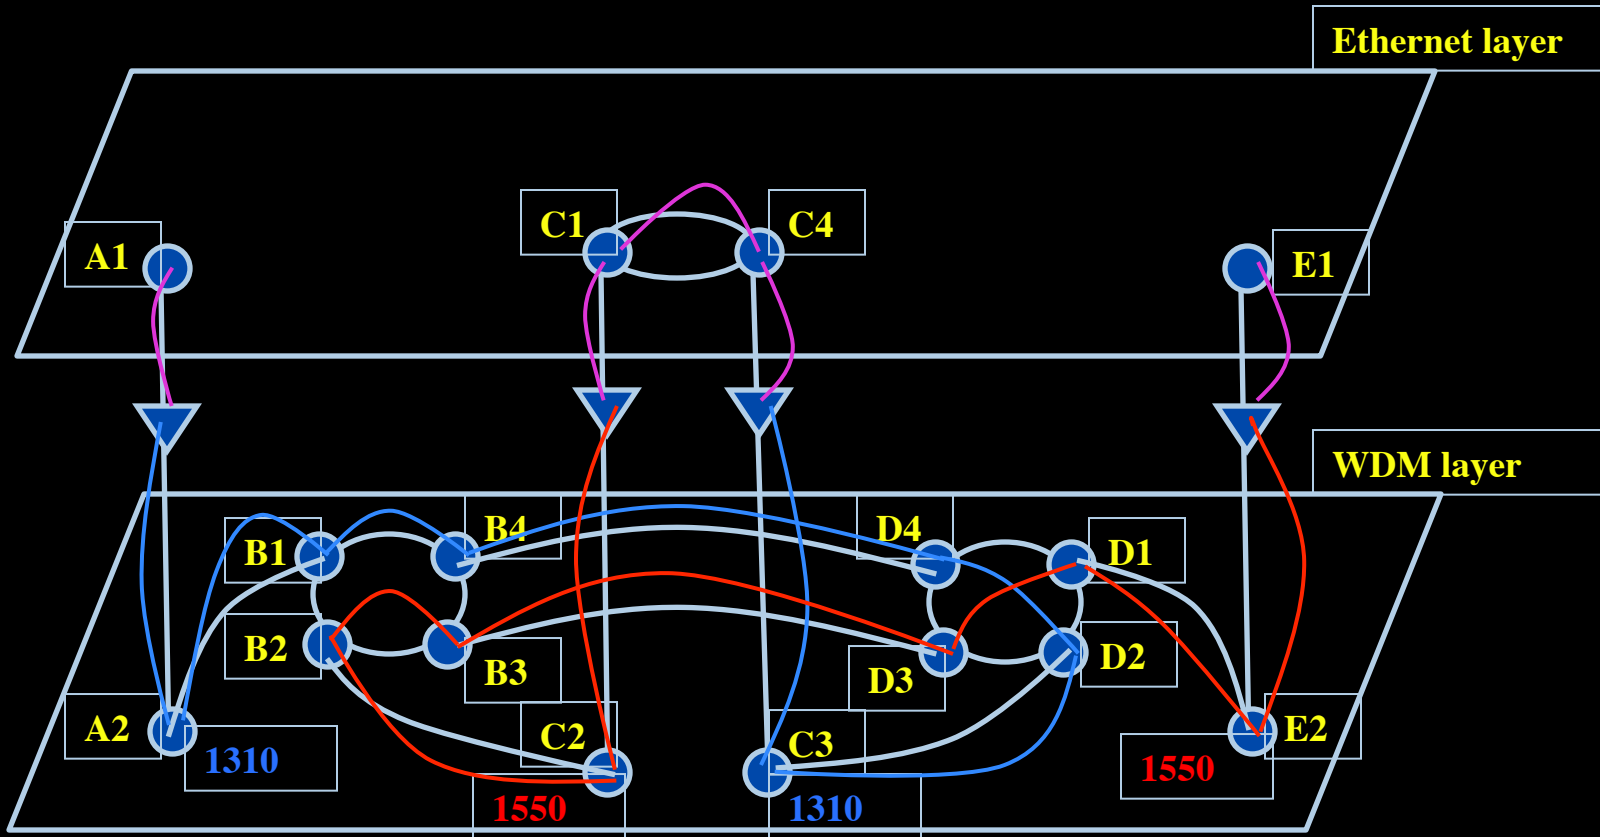 Ethernet layer
C1
C4
A1
E1
WDM layer
B4
D4
B1
D1
B2
B3
D3
D2
A2
C2
C3
E2
1310
1550
1310
1550